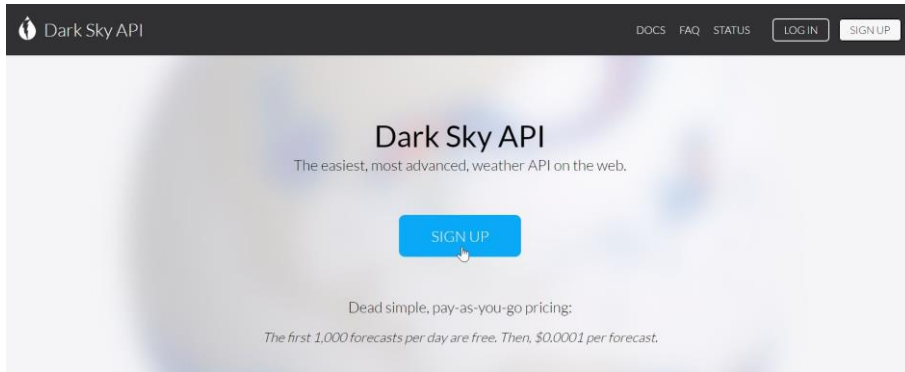 Dark Sky API DOCS FAQ STATUS LOG IN SIGN UP
Dark Sky API
The easiest, most advanced, weather API on the web.
SIGN UP
Dead simple, pay-as-you-go pricing:
The first 1,000 forecasts per day are free. Then, $0.0001 per forecast.